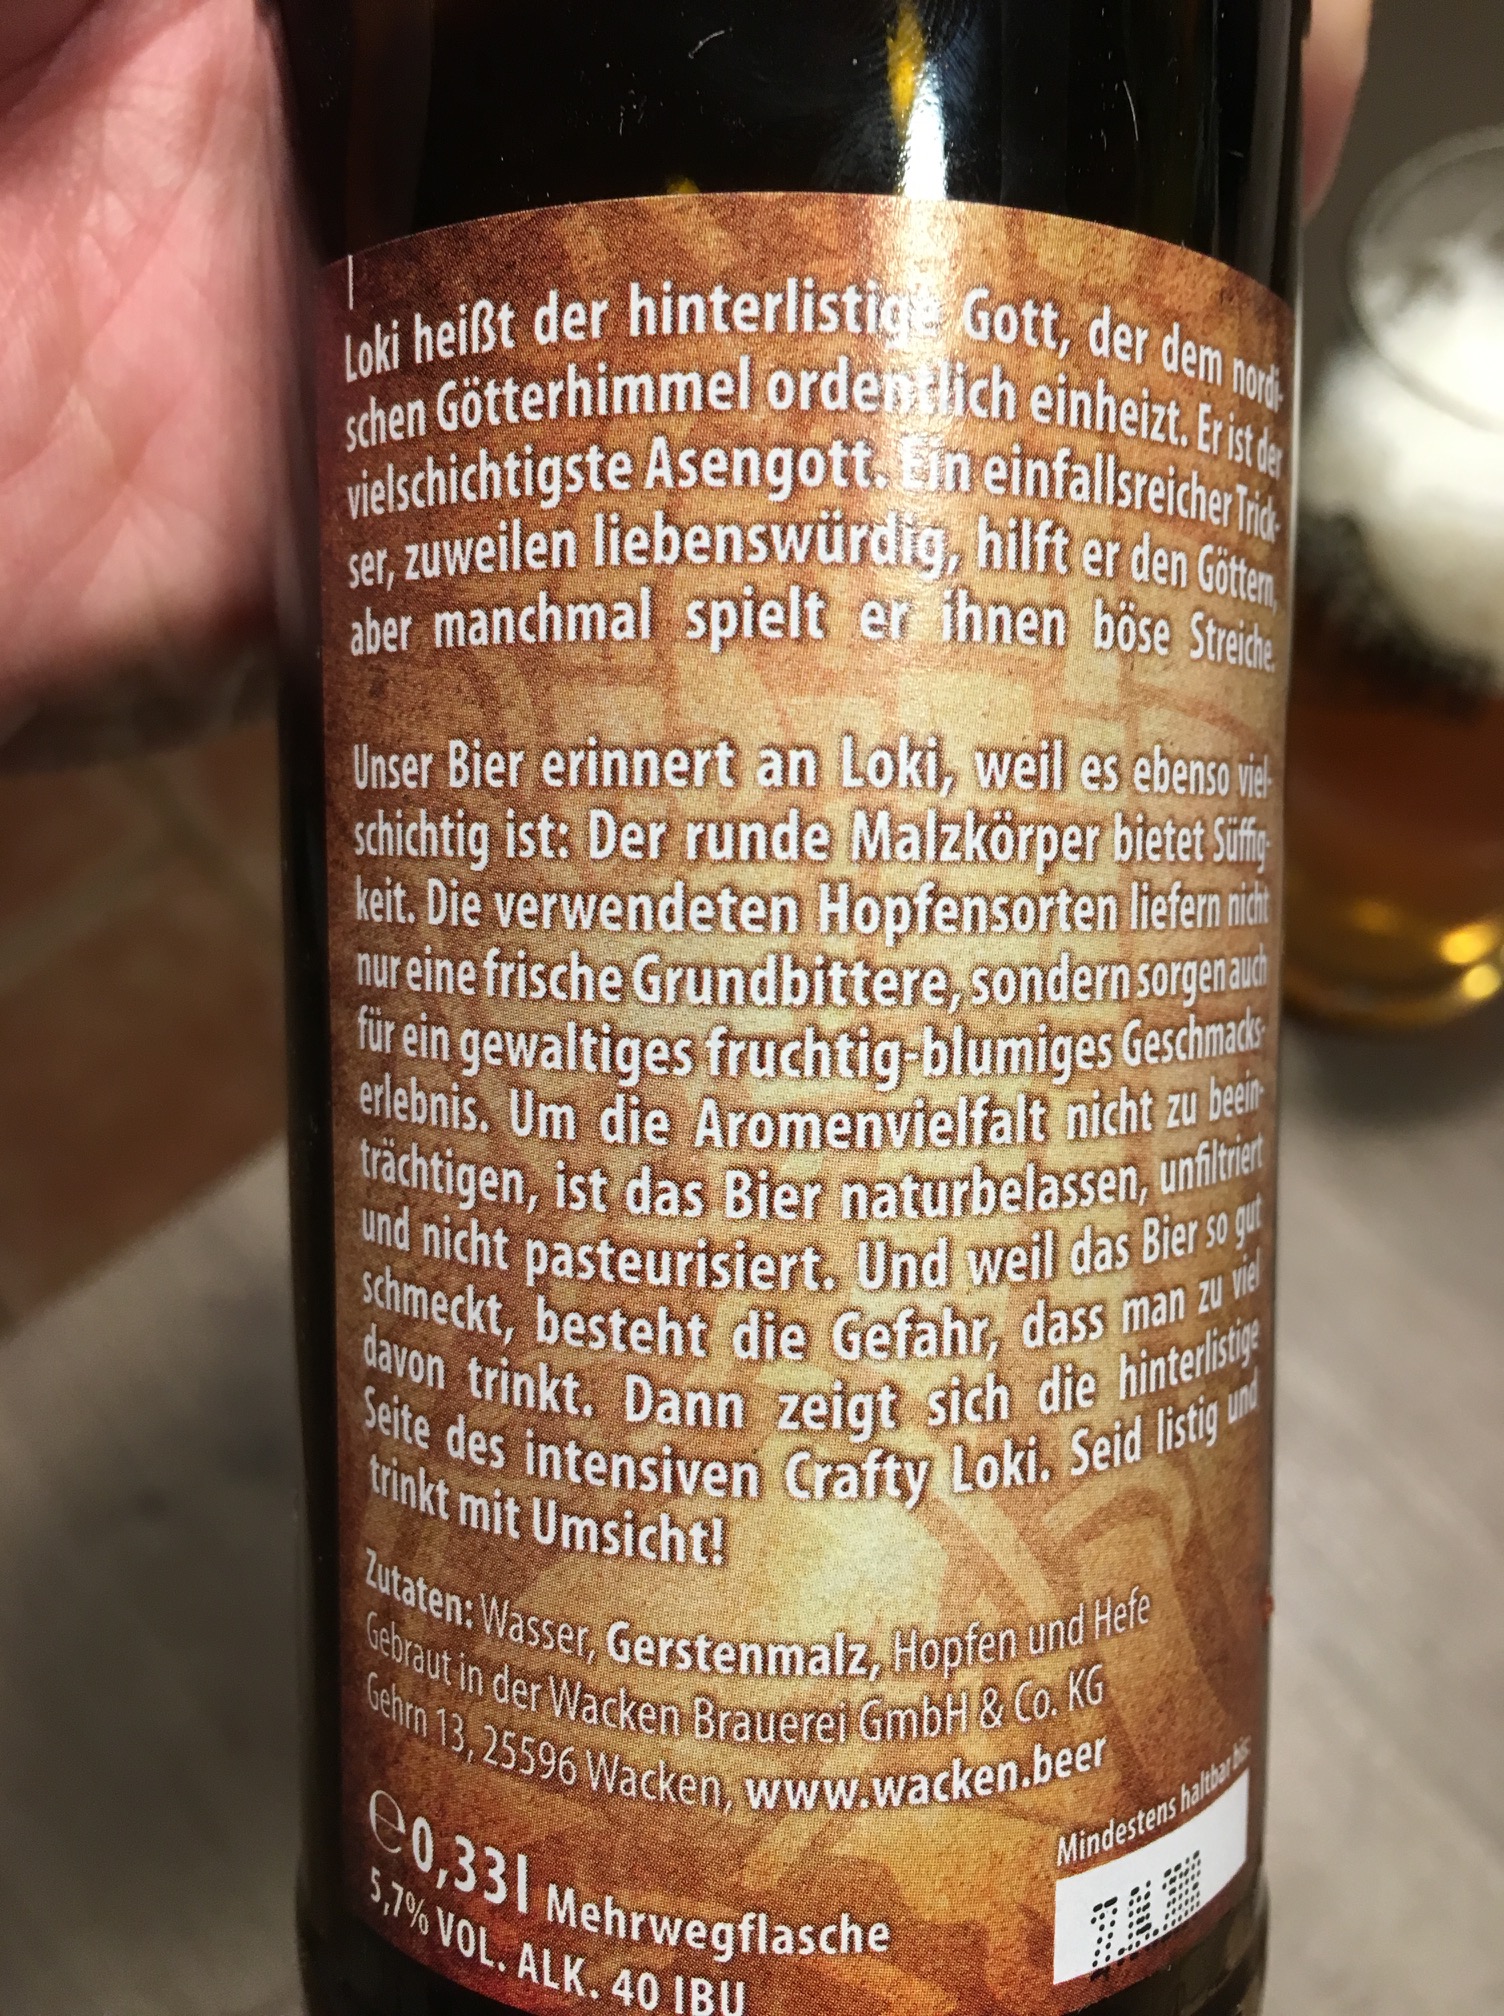 Loki heißt der hinterlistige Gott, der dem nordi-
schen Götterhimmel ordentlich einheizt. Er ist der
vielschichtigste Asengott. Ein einfallsreicher Trick-
ser, zuweilen liebenswürdig, hilft er den Göttern,
aber manchmal spielt er ihnen böse Streiche.
Unser Bier erinnert an Loki, weil es ebenso viel-
schichtig ist: Der runde Malzkörper bietet Süffig-
keit. Die verwendeten Hopfensorten liefern nicht
nur eine frische Grundbittere, sondern sorgen auch
für ein gewaltiges fruchtig-blumiges Geschmacks-
erlebnis. Um die Aromenvielfalt nicht zu beein-
trächtigen, ist das Bier naturbelassen, unfiltriert
und nicht pasteurisiert. Und weil das Bier so gut
schmeckt, besteht die Gefahr, dass man zu viel
davon trinkt. Dann zeigt sich die hinterlistige
Seite des intensiven Crafty Loki. Seid listig und
trinkt mit Umsicht!
Zutaten: Wasser, Gerstenmalz, Hopfen und Hefe
Gebraut in der Wacken Brauerei GmbH & Co. KG
Gehrn 13, 25596 Wacken, www.wacken.beer
Mindestens haltbar bis:
℮0,33l Mehrwegflasche
5,7% VOL. ALK. 40 IBU